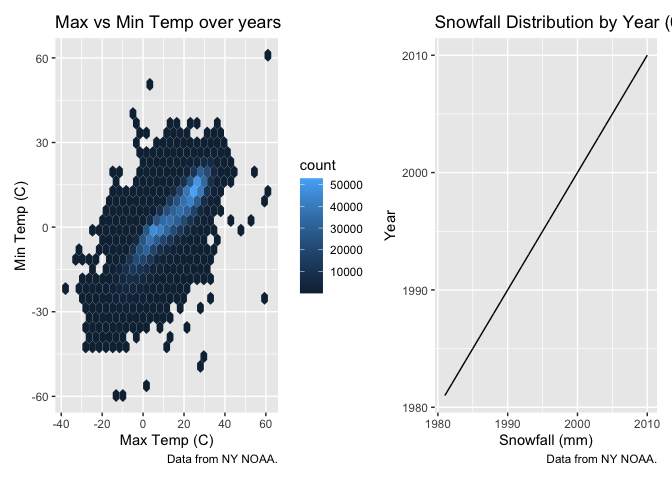 Max vs Min Temp over years
60
30
0
-30
-60
Min Temp (C)
-40 -20 0 20 40 60
Max Temp (C)
Data from NY NOAA.
count
50000
40000
30000
20000
10000
Snowfall Distribution by Year (
2010
2000
1990
1980
Year
1980 1990 2000 2010
Snowfall (mm)
Data from NY NOAA.